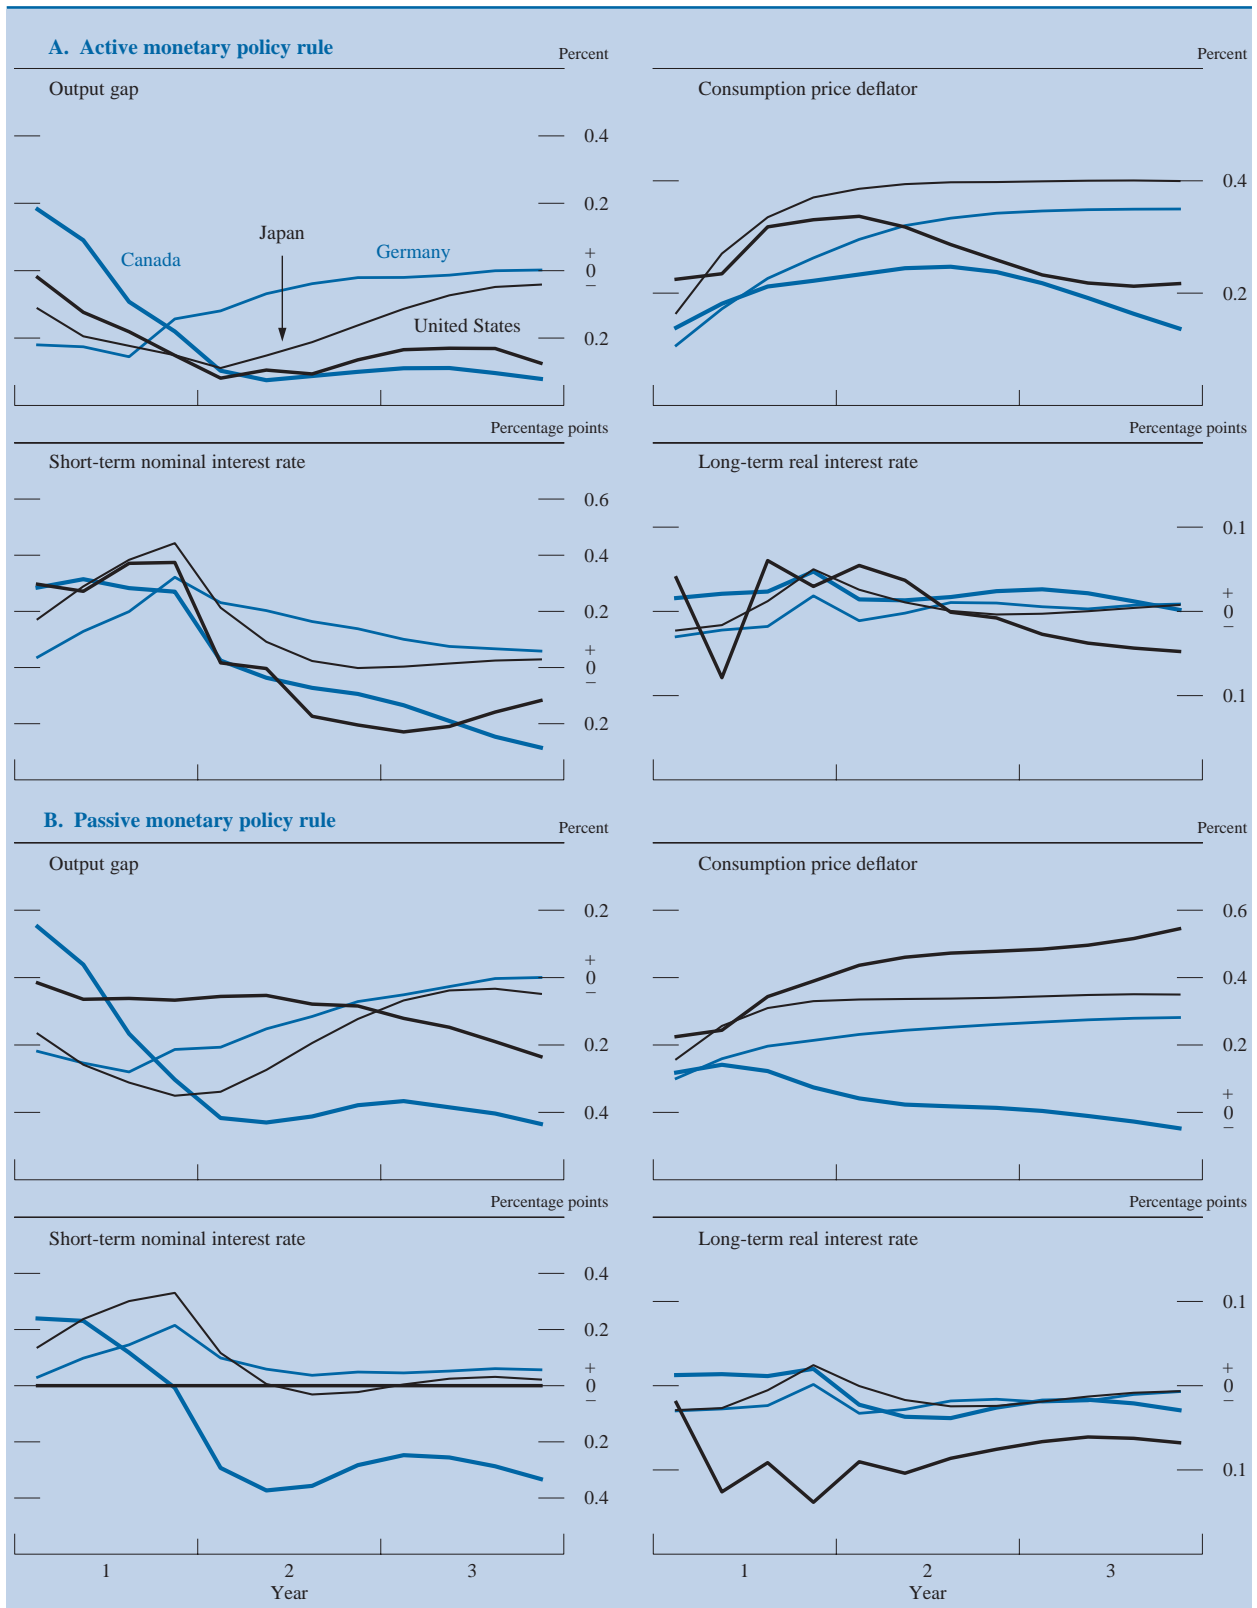 A. Active monetary policy rule
Percent
Percent
Output gap
Consumption price deflator
0.4
0.2
+
0
−
0.2
Canada
Japan
Germany
United States
0.4
0.2
Percentage points
Percentage points
Short-term nominal interest rate
Long-term real interest rate
0.6
0.4
0.2
+
0
−
0.2
0.1
+
0
−
0.1
B. Passive monetary policy rule
Percent
Percent
Output gap
Consumption price deflator
0.2
+
0
−
0.2
0.4
0.6
0.4
0.2
+
0
−
Percentage points
Percentage points
Short-term nominal interest rate
Long-term real interest rate
0.4
0.2
+
0
−
0.2
0.4
0.1
+
0
−
0.1
1 2 3
Year
1 2 3
Year